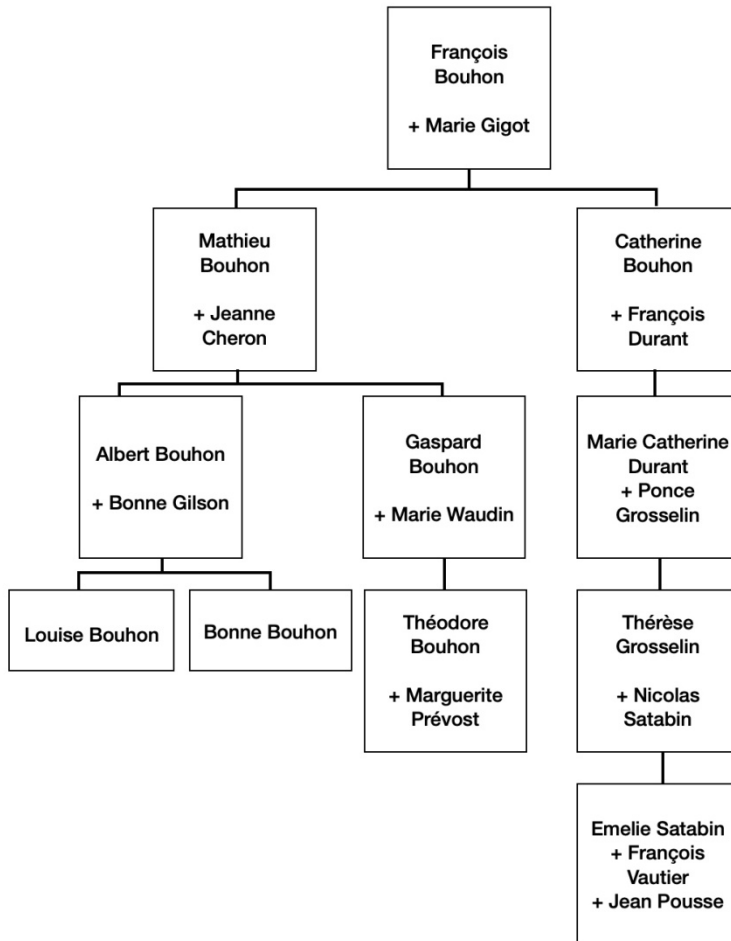 François
Bouhon
+ Marie Gigot
Mathieu
Bouhon
+ Jeanne
Cheron
Catherine
Bouhon
+ François
Durant
Albert Bouhon
+ Bonne Gilson
Gaspard
Bouhon
+ Marie Waudin
Marie Catherine
Durant
+ Ponce
Grosselin
Louise Bouhon
Bonne Bouhon
Théodore
Bouhon
+ Marguerite
Prévost
Thérèse
Grosselin
+ Nicolas
Satabin
Emelie Satabin
+ François
Vautier
+ Jean Pousse